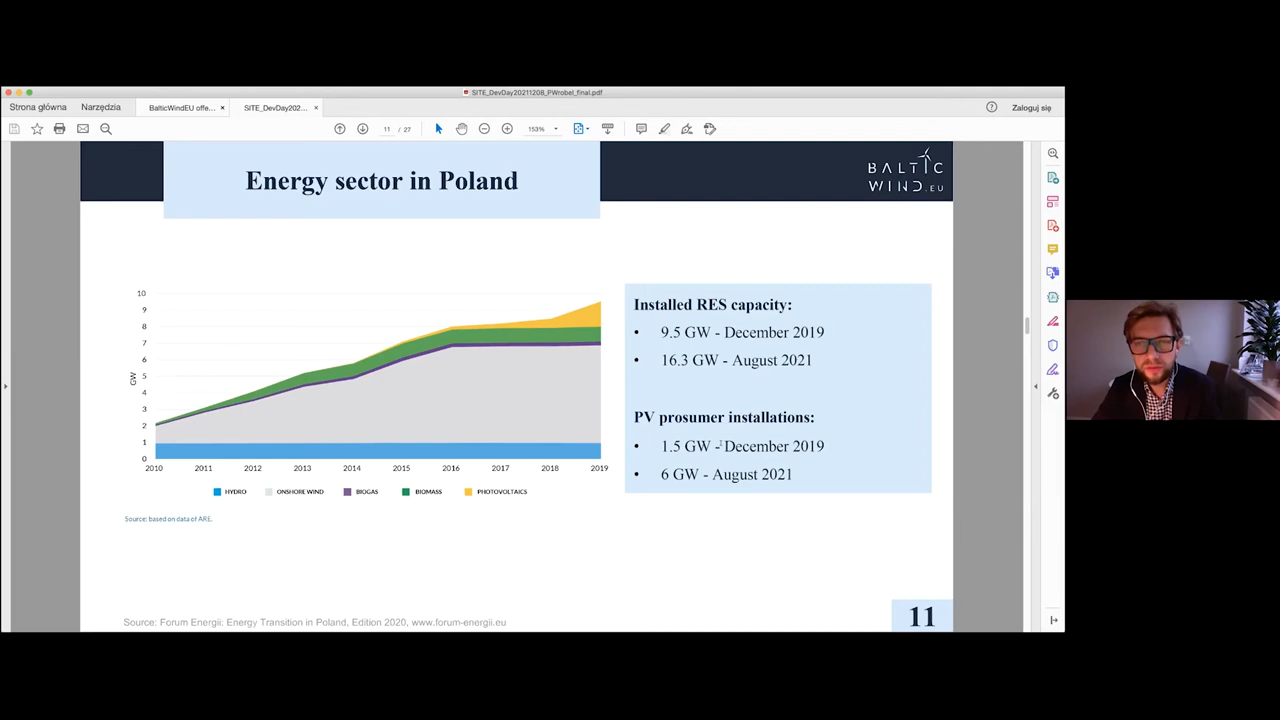 SITE_DevDay20211208_PWrobel_final.pdf
Strona główna Narzędzia BalticWindEU offe... × SITE_DevDay202... × Zaloguj się
11 / 27 153%
Energy sector in Poland
BALTIC
WIND.EU
10
9
8
7
6
5
4
3
2
1
0
GW
2010 2011 2012 2013 2014 2015 2016 2017 2018 2019
HYDRO ONSHORE WIND BIOGAS BIOMASS PHOTOVOLTAICS
Source: based on data of ARE.
Installed RES capacity:
• 9.5 GW - December 2019
• 16.3 GW - August 2021
PV prosumer installations:
• 1.5 GW - December 2019
• 6 GW - August 2021
Source: Forum Energii: Energy Transition in Poland, Edition 2020, www.forum-energii.eu
11